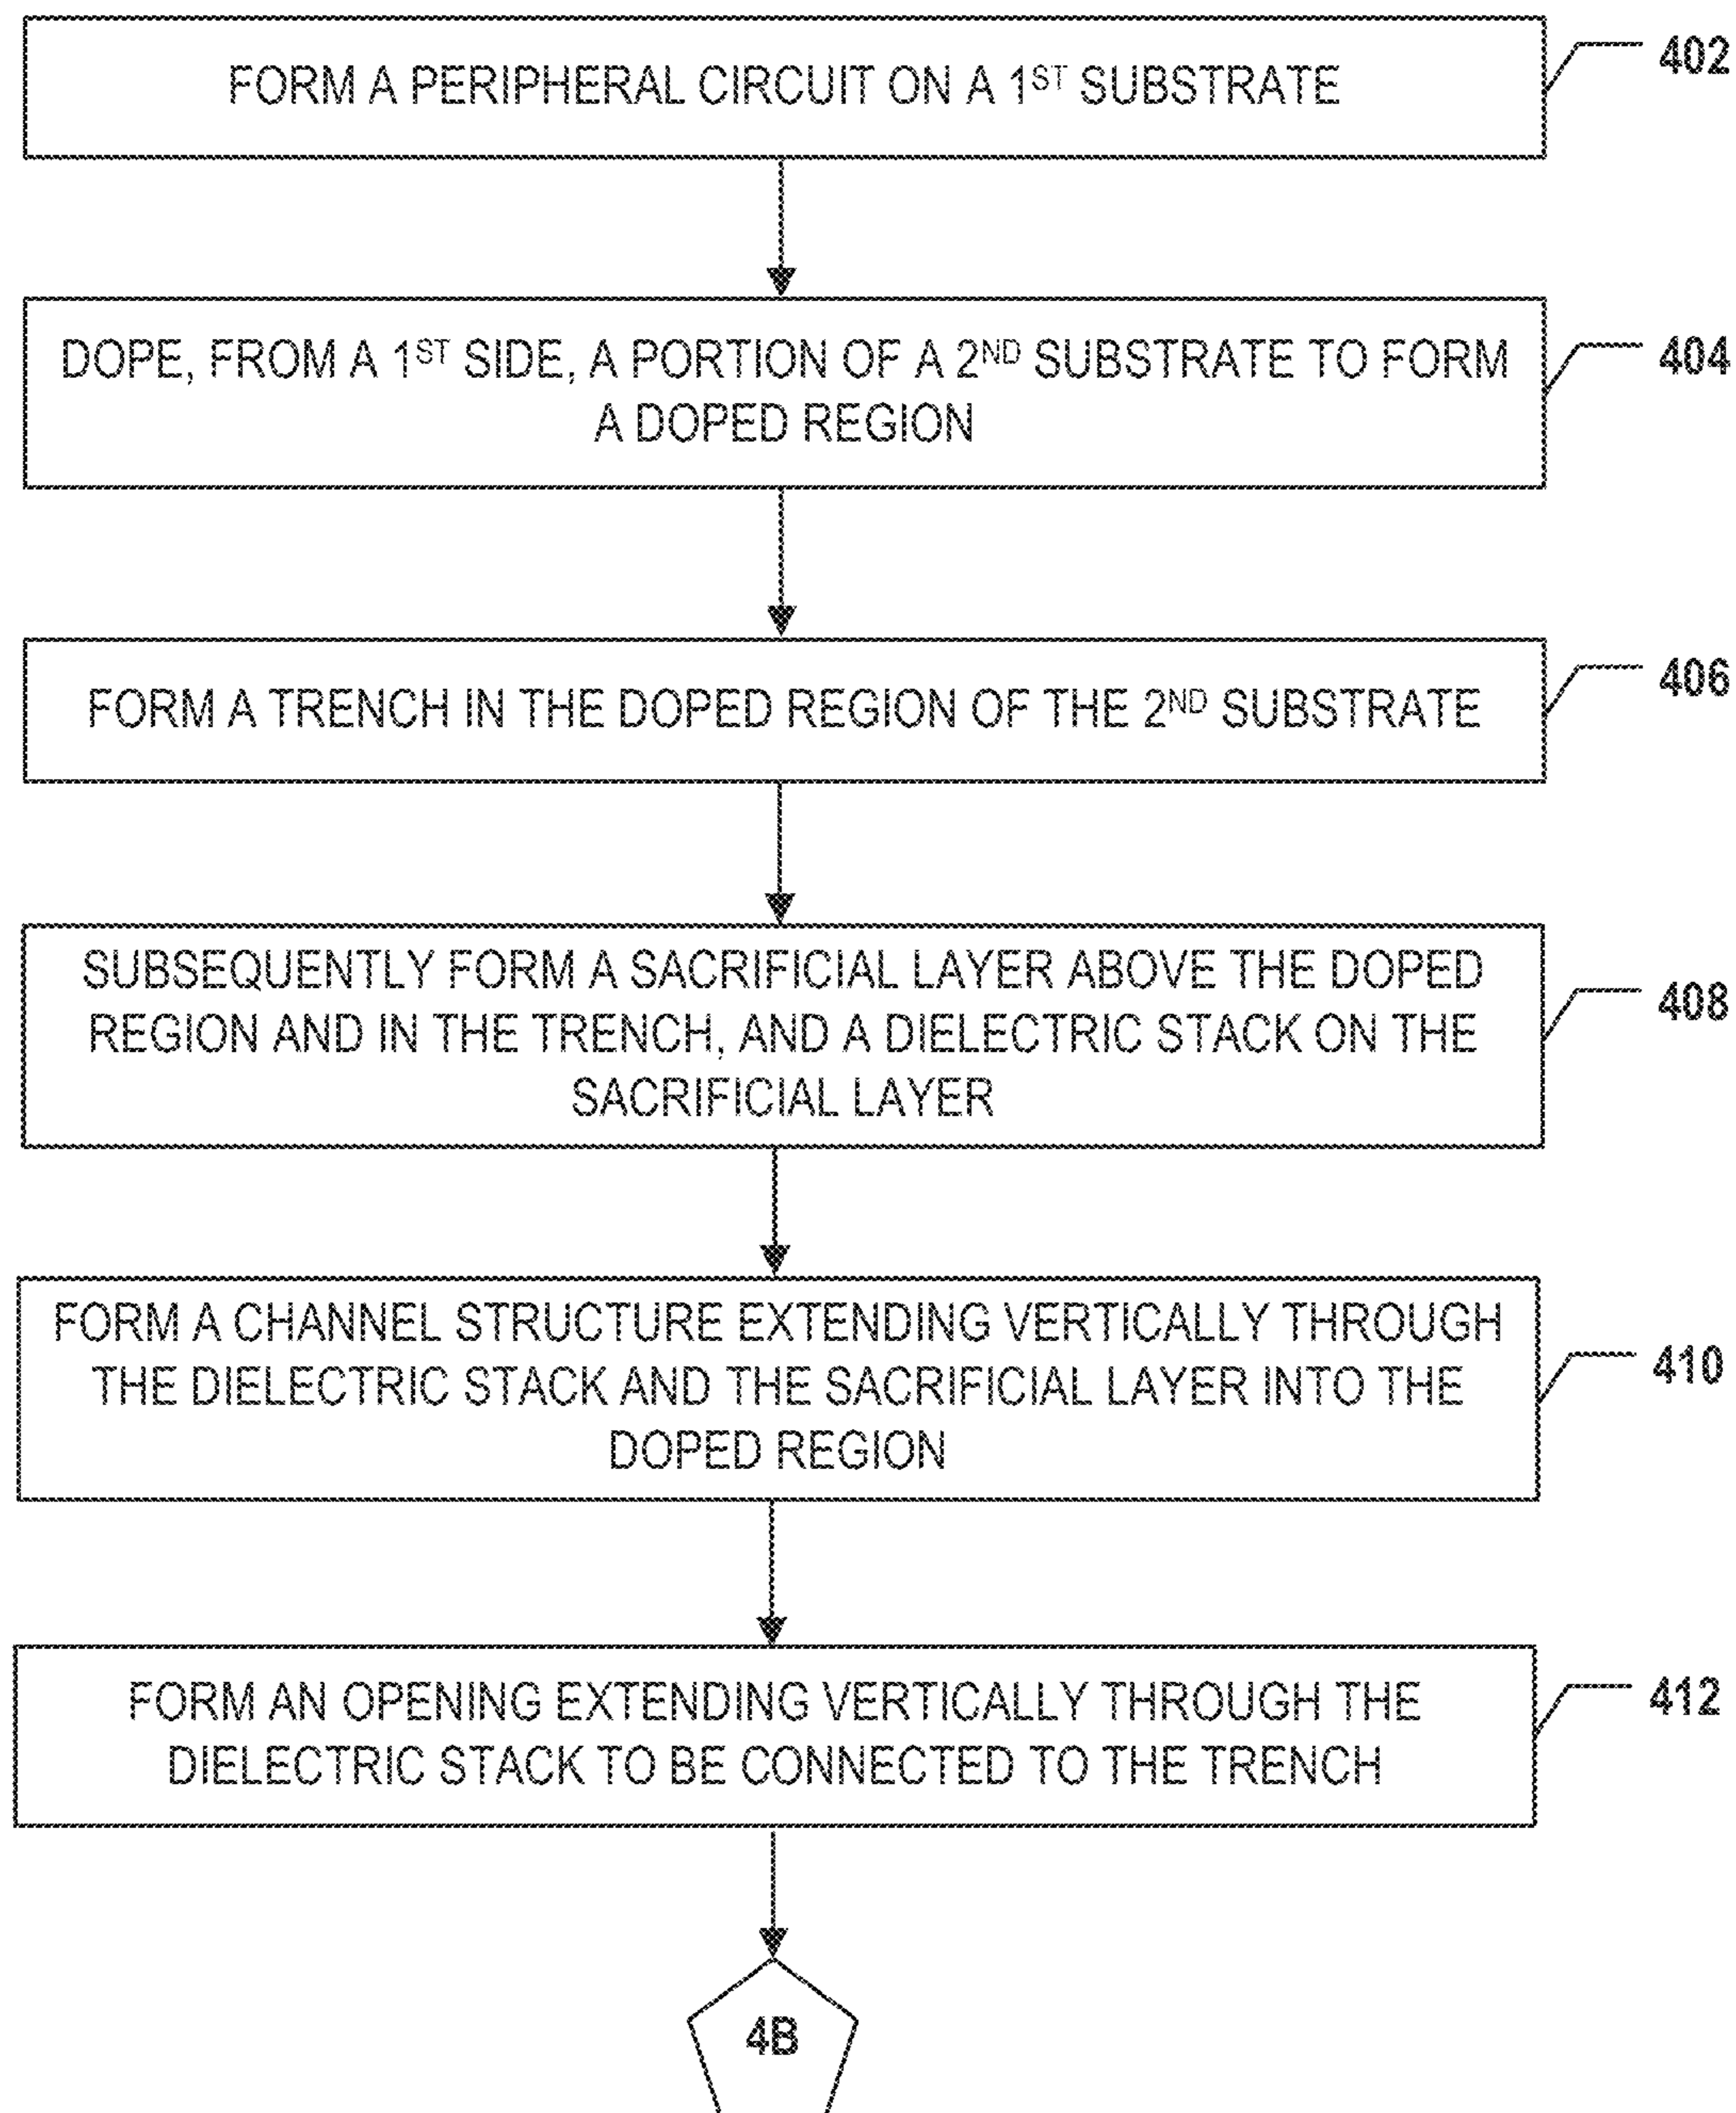 FORM A PERIPHERAL CIRCUIT ON A 1ST SUBSTRATE
402
DOPE, FROM A 1ST SIDE, A PORTION OF A 2ND SUBSTRATE TO FORM
A DOPED REGION
404
FORM A TRENCH IN THE DOPED REGION OF THE 2ND SUBSTRATE
406
SUBSEQUENTLY FORM A SACRIFICIAL LAYER ABOVE THE DOPED
REGION AND IN THE TRENCH, AND A DIELECTRIC STACK ON THE
SACRIFICIAL LAYER
408
FORM A CHANNEL STRUCTURE EXTENDING VERTICALLY THROUGH
THE DIELECTRIC STACK AND THE SACRIFICIAL LAYER INTO THE
DOPED REGION
410
FORM AN OPENING EXTENDING VERTICALLY THROUGH THE
DIELECTRIC STACK TO BE CONNECTED TO THE TRENCH
412
4B